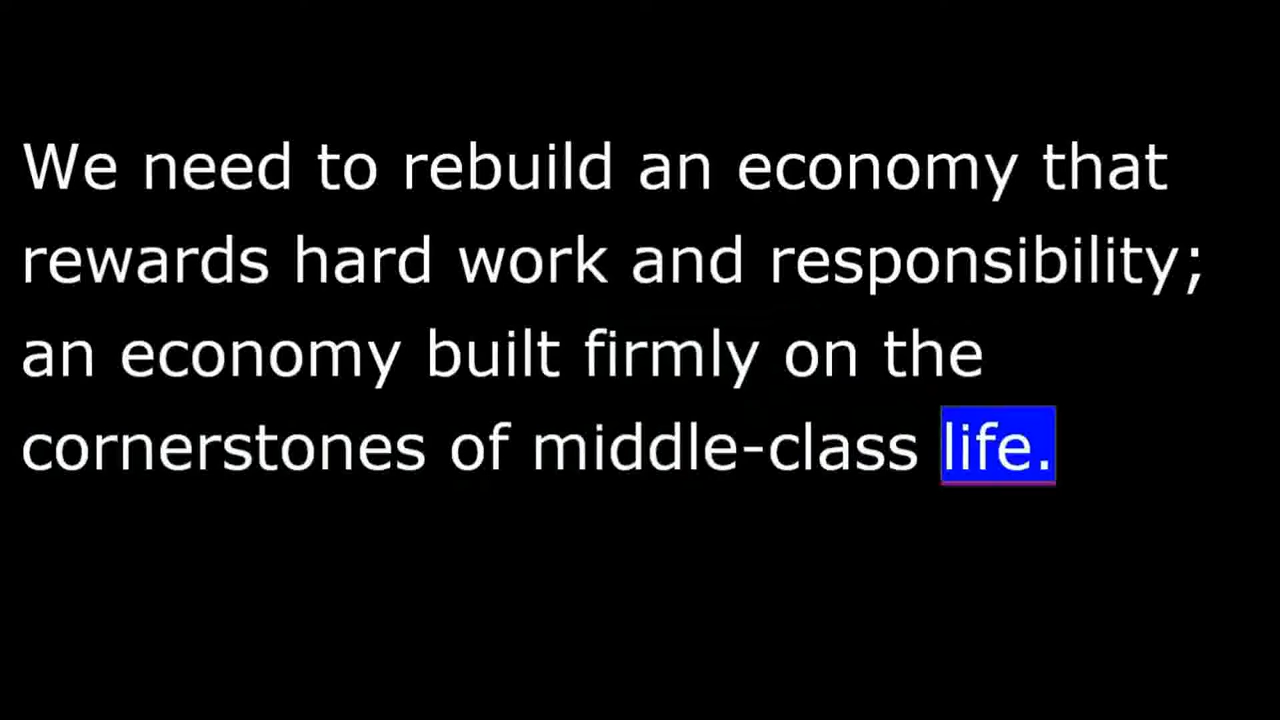 We need to rebuild an economy that
rewards hard work and responsibility;
an economy built firmly on the
cornerstones of middle-class life.